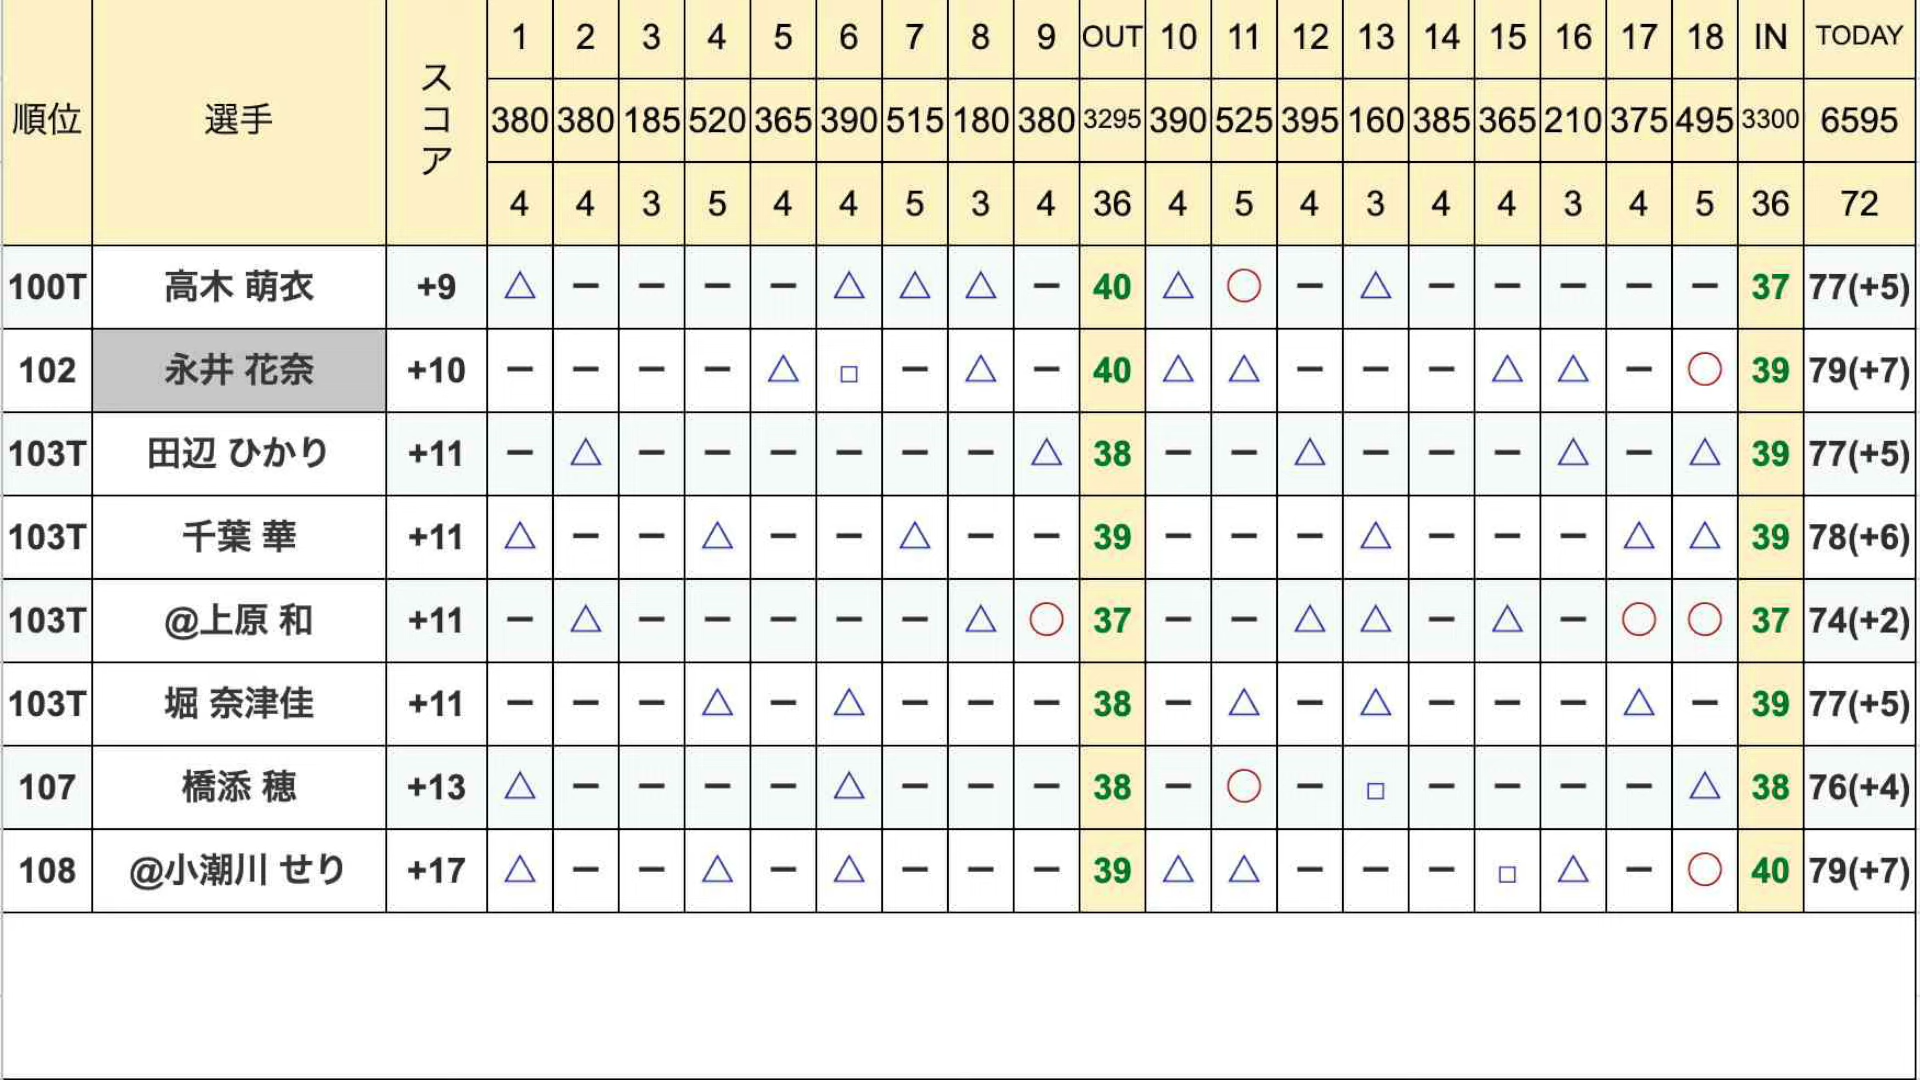 順位 選手 スコア 1 2 3 4 5 6 7 8 9 OUT 10 11 12 13 14 15 16 17 18 IN TODAY
380 380 185 520 365 390 515 180 380 3295 390 525 395 160 385 365 210 375 495 3300 6595
4 4 3 5 4 4 5 3 4 36 4 5 4 3 4 4 3 4 5 36 72
100T 高木 萌衣 +9 △ － － － － △ △ △ － 40 △ ○ － △ － － － － － 37 77(+5)
102 永井 花奈 +10 － － － － △ □ － △ － 40 △ △ － － － △ △ － ○ 39 79(+7)
103T 田辺 ひかり +11 － △ － － － － － － △ 38 － － △ － － － △ － △ 39 77(+5)
103T 千葉 華 +11 △ － － △ － － △ － － 39 － － － △ － － － △ △ 39 78(+6)
103T @上原 和 +11 － △ － － － － － △ ○ 37 － － △ △ － △ － ○ ○ 37 74(+2)
103T 堀 奈津佳 +11 － － － △ － △ － － － 38 － △ － △ － － － △ － 39 77(+5)
107 橋添 穂 +13 △ － － － － △ － － － 38 － ○ － □ － － － － △ 38 76(+4)
108 @小潮川 せり +17 △ － － △ － △ － － － 39 △ △ － － － □ △ － ○ 40 79(+7)